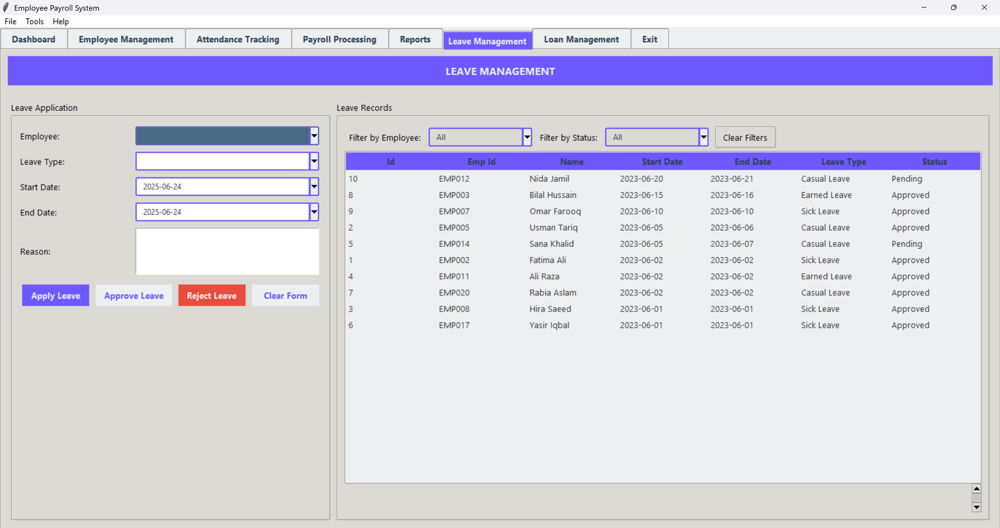 Employee Payroll System
File Tools Help
Dashboard Employee Management Attendance Tracking Payroll Processing Reports Leave Management Loan Management Exit
LEAVE MANAGEMENT
Leave Application
Employee:
Leave Type:
Start Date: 2025-06-24
End Date: 2025-06-24
Reason:
Apply Leave Approve Leave Reject Leave Clear Form
Leave Records
Filter by Employee: All Filter by Status: All Clear Filters
Id Emp Id Name Start Date End Date Leave Type Status
10 EMP012 Nida Jamil 2023-06-20 2023-06-21 Casual Leave Pending
8 EMP003 Bilal Hussain 2023-06-15 2023-06-16 Earned Leave Approved
9 EMP007 Omar Farooq 2023-06-10 2023-06-10 Sick Leave Approved
2 EMP005 Usman Tariq 2023-06-05 2023-06-06 Casual Leave Approved
5 EMP014 Sana Khalid 2023-06-05 2023-06-07 Casual Leave Pending
1 EMP002 Fatima Ali 2023-06-02 2023-06-02 Sick Leave Approved
4 EMP011 Ali Raza 2023-06-02 2023-06-02 Earned Leave Approved
7 EMP020 Rabia Aslam 2023-06-02 2023-06-02 Casual Leave Approved
3 EMP008 Hira Saeed 2023-06-01 2023-06-01 Sick Leave Approved
6 EMP017 Yasir Iqbal 2023-06-01 2023-06-01 Sick Leave Approved